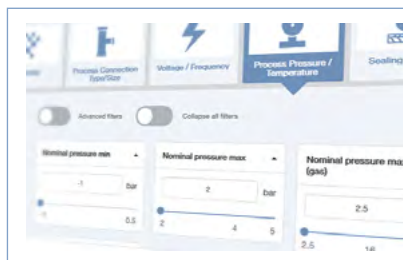 Process Connection
Type/Size
Voltage / Frequency
Process Pressure /
Temperature
Sealing
Advanced filters
Collapse all filters
Nominal pressure min
-1
bar
-1
0.5
Nominal pressure max
2
bar
2
4
5
Nominal pressure max
(gas)
2.5
2.5
16